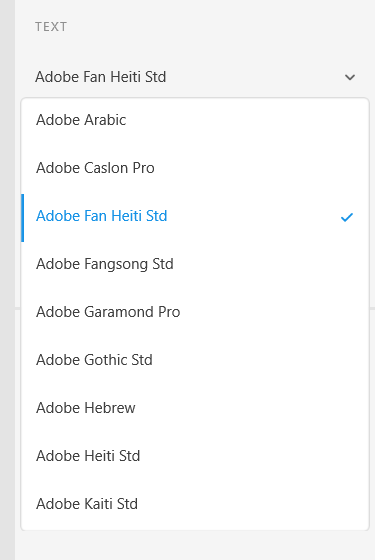 TEXT
Adobe Fan Heiti Std
Adobe Arabic
Adobe Caslon Pro
Adobe Fan Heiti Std
Adobe Fangsong Std
Adobe Garamond Pro
Adobe Gothic Std
Adobe Hebrew
Adobe Heiti Std
Adobe Kaiti Std